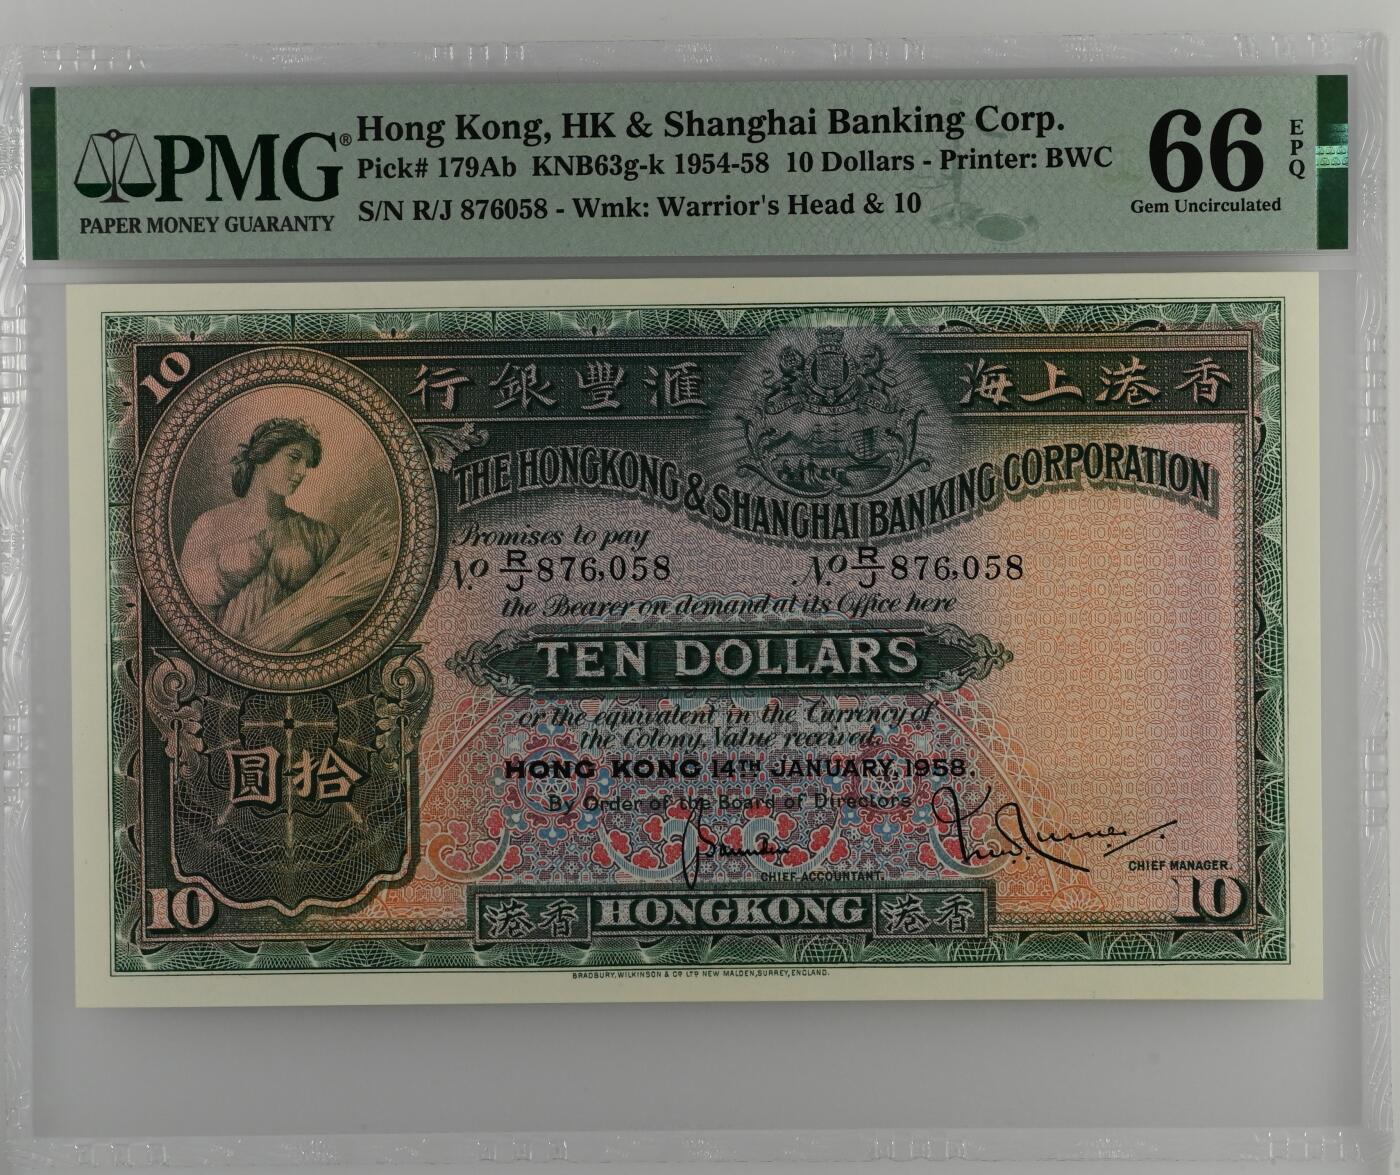 PMG®
PAPER MONEY GUARANTY
Hong Kong, HK & Shanghai Banking Corp.
Pick# 179Ab KNB63g-k 1954-58 10 Dollars - Printer: BWC
S/N R/J 876058 - Wmk: Warrior's Head & 10
66 EPQ
Gem Uncirculated
10
行銀豐滙 海上港香
THE HONGKONG & SHANGHAI BANKING CORPORATION
Promises to pay
No. R/J 876,058 No. R/J 876,058
the Bearer on demand at its Office here
TEN DOLLARS
or the equivalent in the Currency of
the Colony, Value received.
圓拾
HONG KONG 14TH JANUARY, 1958.
By Order of the Board of Directors
CHIEF ACCOUNTANT.
CHIEF MANAGER.
10 港香 HONGKONG 港香 10
BRADBURY, WILKINSON & Co. LTD. NEW MALDEN, SURREY, ENGLAND.